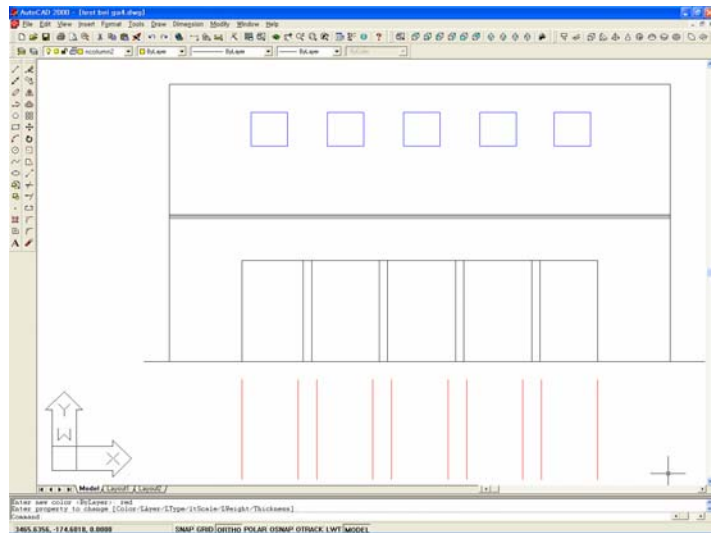 AutoCAD 2000 - [test bwi ga4.dwg]
File Edit View Insert Format Tools Draw Dimension Modify Window Help
ncolumn2 ByLayer ByLayer ByLayer
Y
W
X
Model Layout1 Layout2
Enter new color <ByLayer>: red
Enter property to change [Color/Layer/LType/ltScale/LWeight/Thickness]
Command
3465.6356, -174.6818, 0.0000 SNAP GRID ORTHO POLAR OSNAP OTRACK LWT MODEL